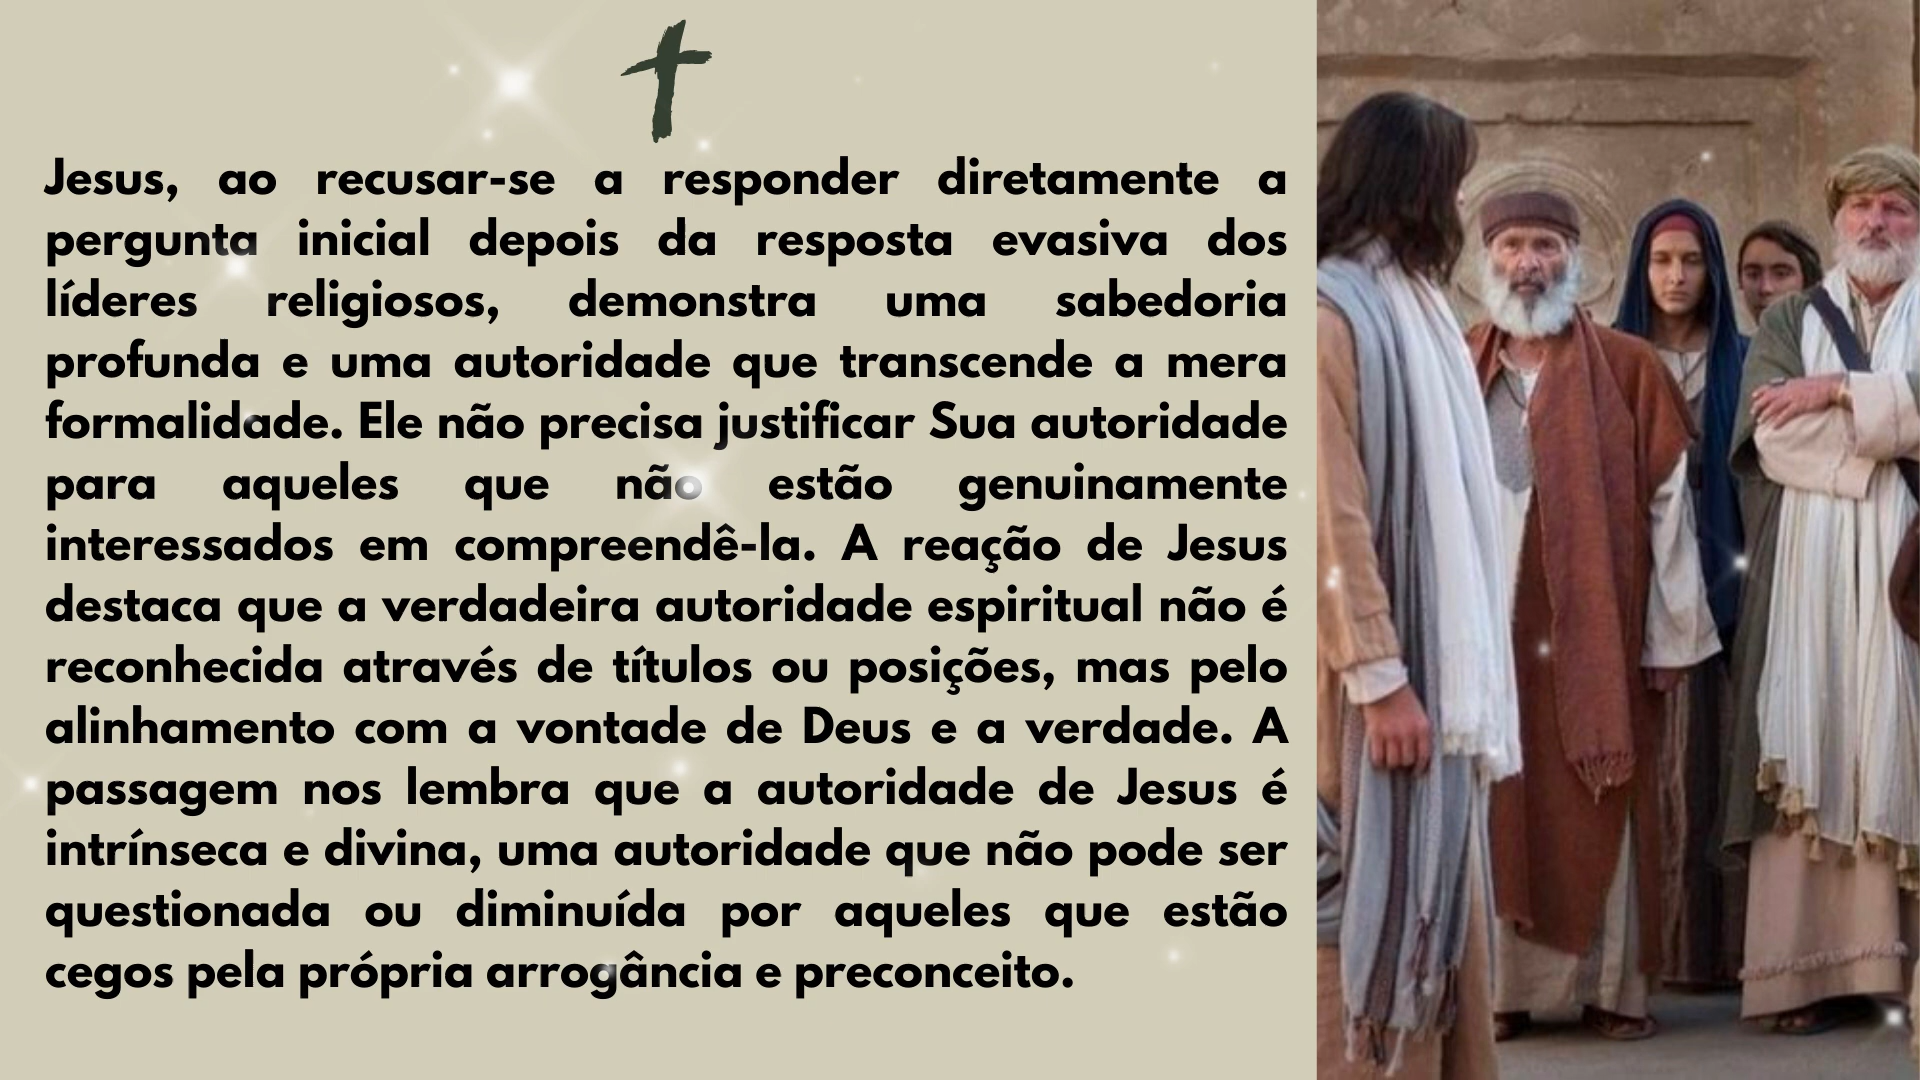 Jesus, ao recusar-se a responder diretamente a
pergunta inicial depois da resposta evasiva dos
líderes religiosos, demonstra uma sabedoria
profunda e uma autoridade que transcende a mera
formalidade. Ele não precisa justificar Sua autoridade
para aqueles que não estão genuinamente
interessados em compreendê-la. A reação de Jesus
destaca que a verdadeira autoridade espiritual não é
reconhecida através de títulos ou posições, mas pelo
alinhamento com a vontade de Deus e a verdade. A
passagem nos lembra que a autoridade de Jesus é
intrínseca e divina, uma autoridade que não pode ser
questionada ou diminuída por aqueles que estão
cegos pela própria arrogância e preconceito.